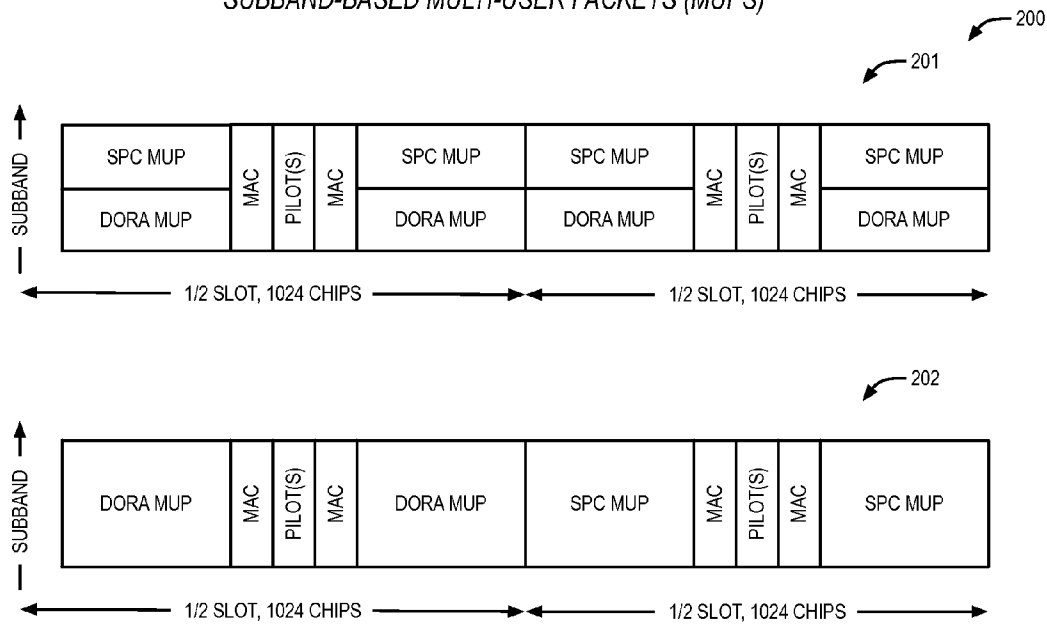 SUBBAND-BASED MULTI-USER PACKETS (MUPS)
200
201
SUBBAND
SPC MUP MAC PILOT(S) MAC SPC MUP SPC MUP MAC PILOT(S) MAC SPC MUP
DORA MUP DORA MUP DORA MUP DORA MUP
1/2 SLOT, 1024 CHIPS 1/2 SLOT, 1024 CHIPS
202
SUBBAND
DORA MUP MAC PILOT(S) MAC DORA MUP SPC MUP MAC PILOT(S) MAC SPC MUP
1/2 SLOT, 1024 CHIPS 1/2 SLOT, 1024 CHIPS